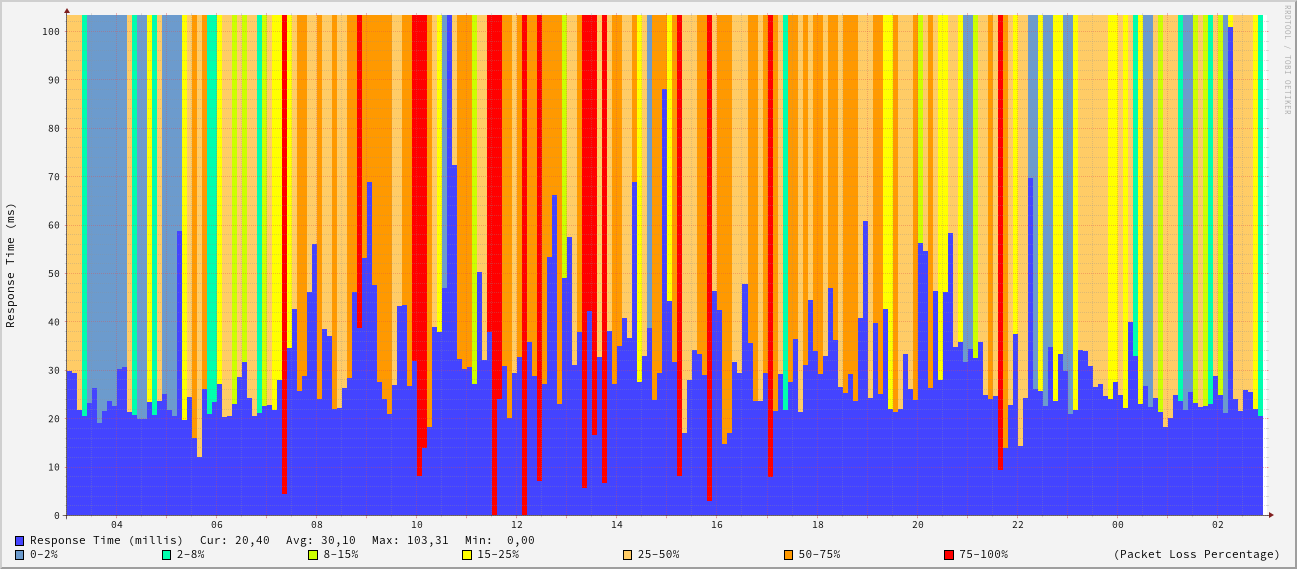 RRDTOOL / TOBI OETIKER
Response Time (ms)
100
90
80
70
60
50
40
30
20
10
0
04 06 08 10 12 14 16 18 20 22 00 02
Response Time (millis) Cur: 20,40 Avg: 30,10 Max: 103,31 Min: 0,00
0-2% 2-8% 8-15% 15-25% 25-50% 50-75% 75-100% (Packet Loss Percentage)